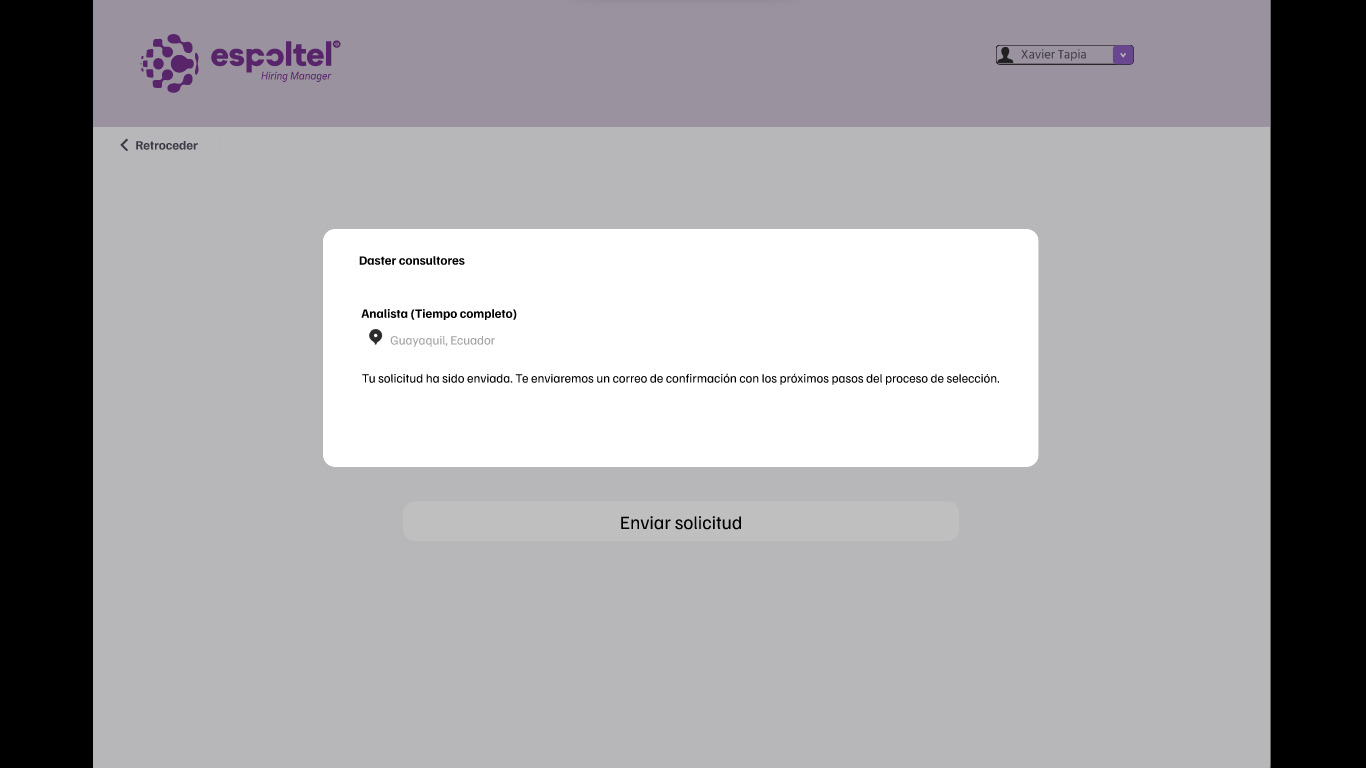 espoltel®
Hiring Manager
Xavier Tapia
Retroceder
Daster consultores
Analista (Tiempo completo)
Guayaquil, Ecuador
Tu solicitud ha sido enviada. Te enviaremos un correo de confirmación con los próximos pasos del proceso de selección.
Enviar solicitud